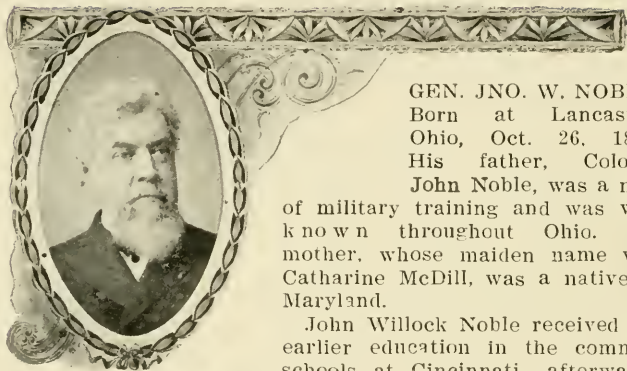 GEN. JNO. W. NOB
Born at Lancas
Ohio, Oct. 26, 18
His father, Colo
John Noble, was a
of military training and was
known throughout Ohio.
mother, whose maiden name
Catharine McDill, was a native
Maryland.
John Willock Noble received
earlier education in the comm
schools at Cincinnati, afterwa